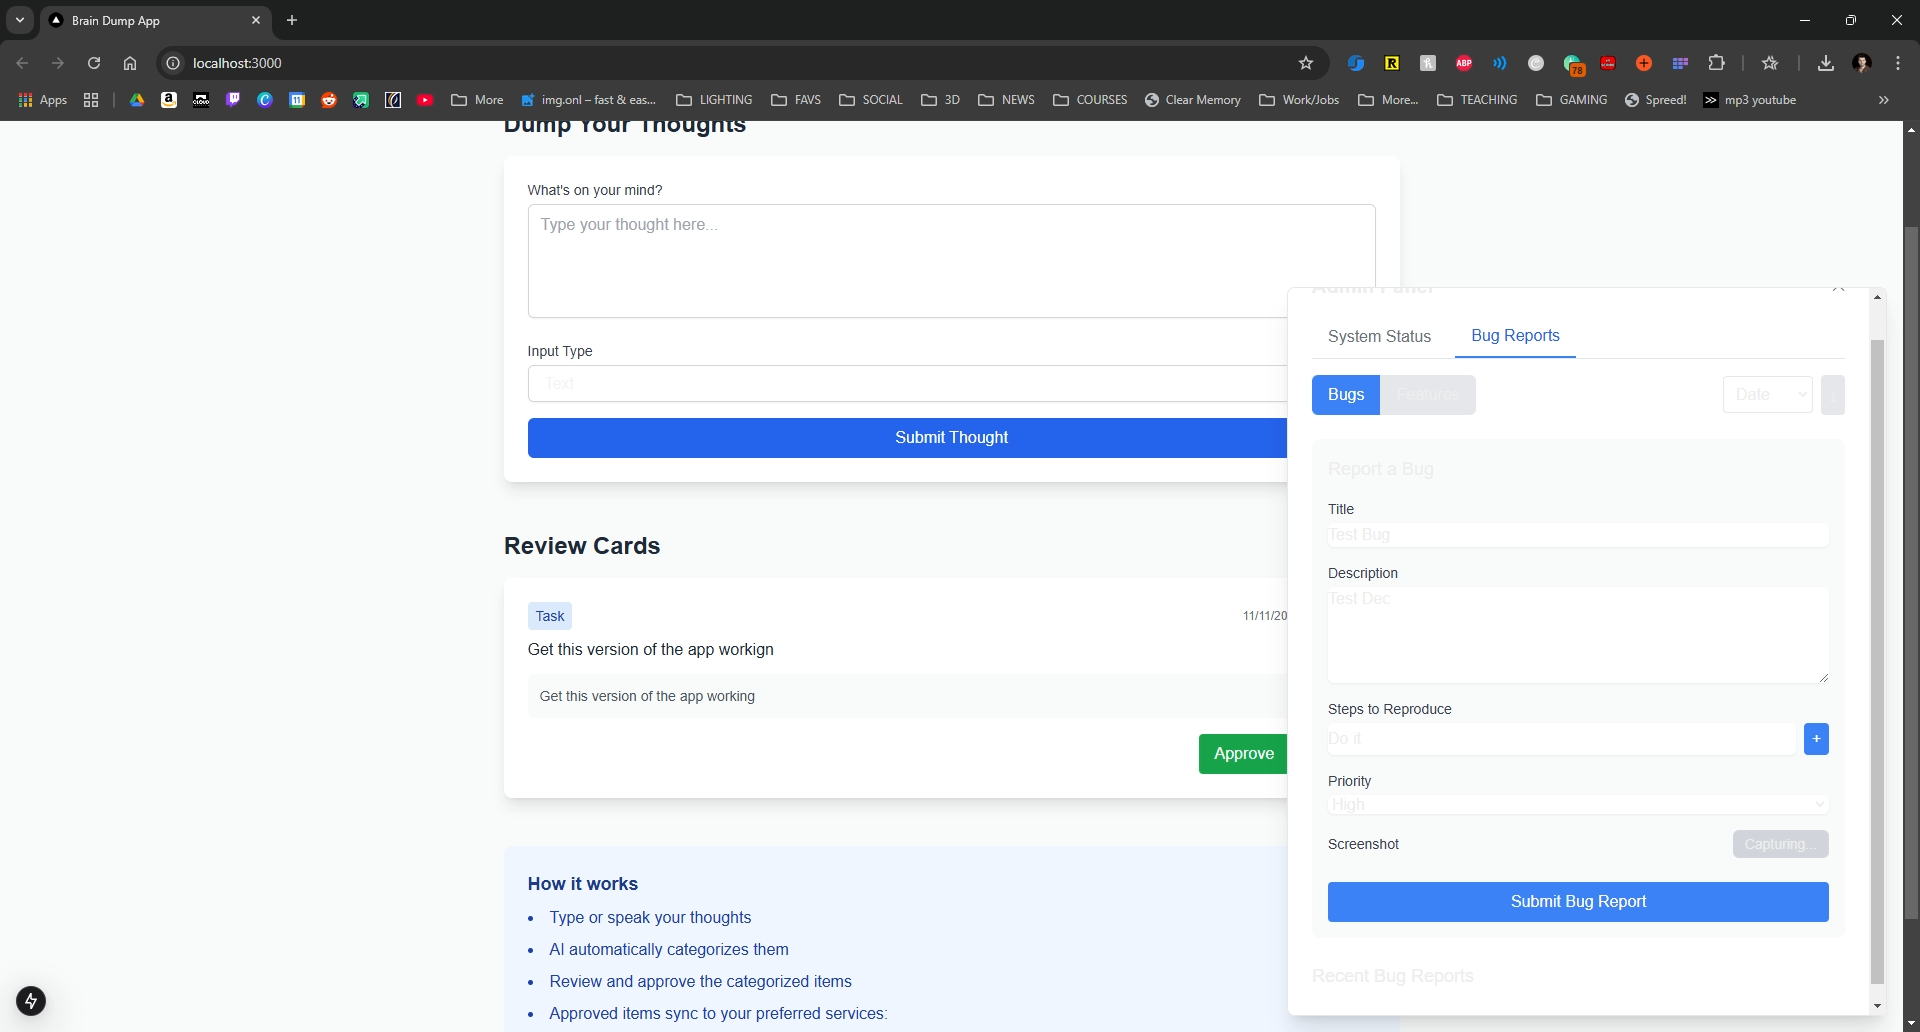 Brain Dump App
localhost:3000
78
Apps
More
img.onl – fast & eas...
LIGHTING
FAVS
SOCIAL
3D
NEWS
COURSES
Clear Memory
Work/Jobs
More...
TEACHING
GAMING
Spreed!
mp3 youtube
Dump Your Thoughts
What's on your mind?
Type your thought here...
Input Type
Text
Submit Thought
Review Cards
Task
11/11/20
Get this version of the app workign
Get this version of the app working
Approve
How it works
• Type or speak your thoughts
• AI automatically categorizes them
• Review and approve the categorized items
• Approved items sync to your preferred services:
Admin Panel
System Status
Bug Reports
Bugs
Features
Date
Report a Bug
Title
Test Bug
Description
Test Dec
Steps to Reproduce
Do it
+
Priority
High
Screenshot
Capturing...
Submit Bug Report
Recent Bug Reports